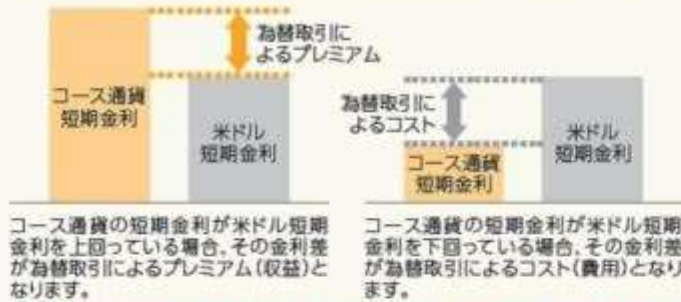 為替取引に
よるプレミアム
コース通貨
短期金利
米ドル
短期金利
為替取引に
よるコスト
コース通貨
短期金利
米ドル
短期金利
コース通貨の短期金利が米ドル短期
金利を上回っている場合、その金利差
が為替取引によるプレミアム(収益)と
なります。
コース通貨の短期金利が米ドル短期
金利を下回っている場合、その金利差
が為替取引によるコスト(費用)となり
ます。